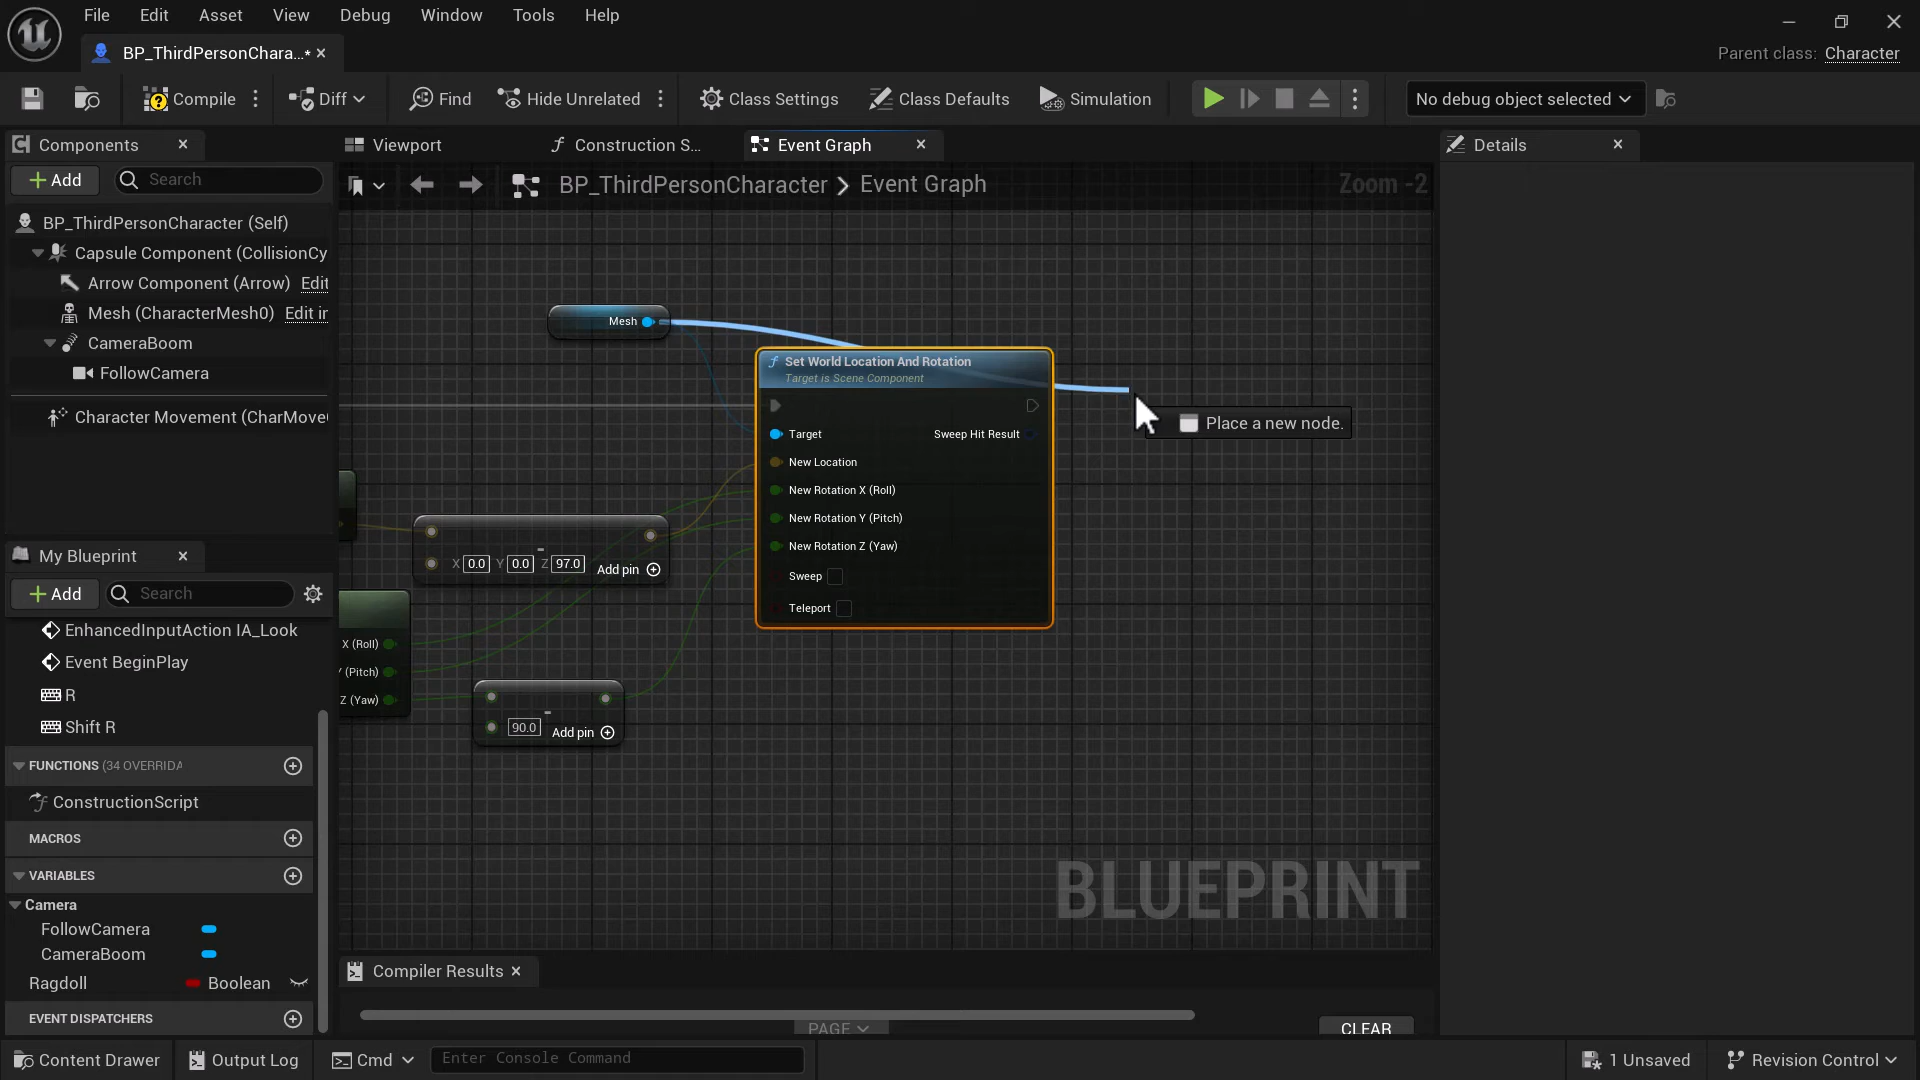 File Edit Asset View Debug Window Tools Help
BP_ThirdPersonChara...*
Parent class: Character
Compile Diff Find Hide Unrelated Class Settings Class Defaults Simulation No debug object selected
Components
Viewport Construction S... Event Graph Details
Add Search
BP_ThirdPersonCharacter > Event Graph Zoom -2
BP_ThirdPersonCharacter (Self)
Capsule Component (CollisionCy
Arrow Component (Arrow) Edit
Mesh (CharacterMesh0) Edit in
CameraBoom
FollowCamera
Character Movement (CharMove
Mesh
Set World Location And Rotation
Target is Scene Component
Target Sweep Hit Result
New Location
New Rotation X (Roll)
New Rotation Y (Pitch)
New Rotation Z (Yaw)
Sweep
Teleport
Place a new node.
X 0.0 Y 0.0 Z 97.0 Add pin
X (Roll)
Y (Pitch)
Z (Yaw)
90.0 Add pin
BLUEPRINT
My Blueprint
Add Search
EnhancedInputAction IA_Look
Event BeginPlay
R
Shift R
FUNCTIONS (34 OVERRIDA
ConstructionScript
MACROS
VARIABLES
Camera
FollowCamera
CameraBoom
Ragdoll Boolean
EVENT DISPATCHERS
Compiler Results
PAGE CLEAR
Content Drawer Output Log Cmd Enter Console Command 1 Unsaved Revision Control